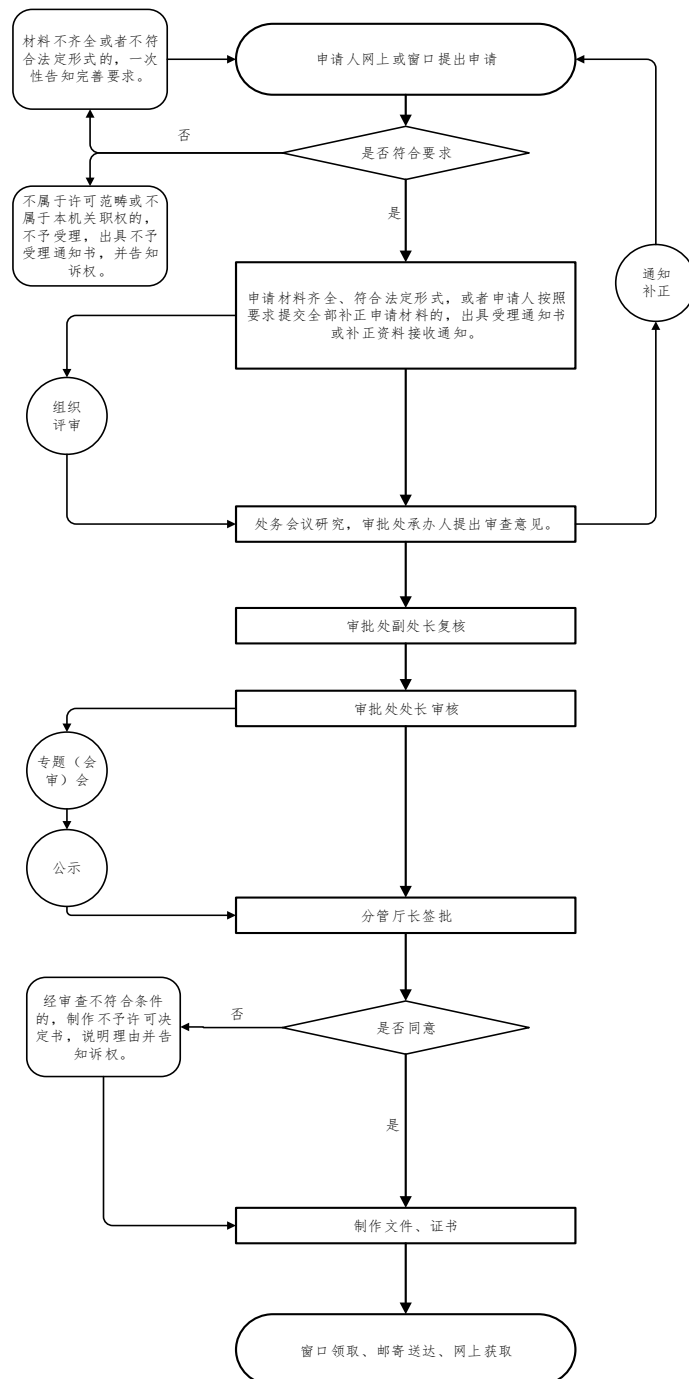 材料不齐全或者不符
合法定形式的，一次
性告知完善要求。
申请人网上或窗口提出申请
否
是否符合要求
不属于许可范畴或不
属于本机关职权的，
不予受理，出具不予
受理通知书，并告知
诉权。
是
通知
补正
申请材料齐全、符合法定形式，或者申请人按照
要求提交全部补正申请材料的，出具受理通知书
或补正资料接收通知。
组织
评审
处务会议研究，审批处承办人提出审查意见。
审批处副处长复核
审批处处长审核
专题（会
审）会
公示
分管厅长签批
经审查不符合条件
的，制作不予许可决
定书，说明理由并告
知诉权。
否
是否同意
是
制作文件、证书
窗口领取、邮寄送达、网上获取